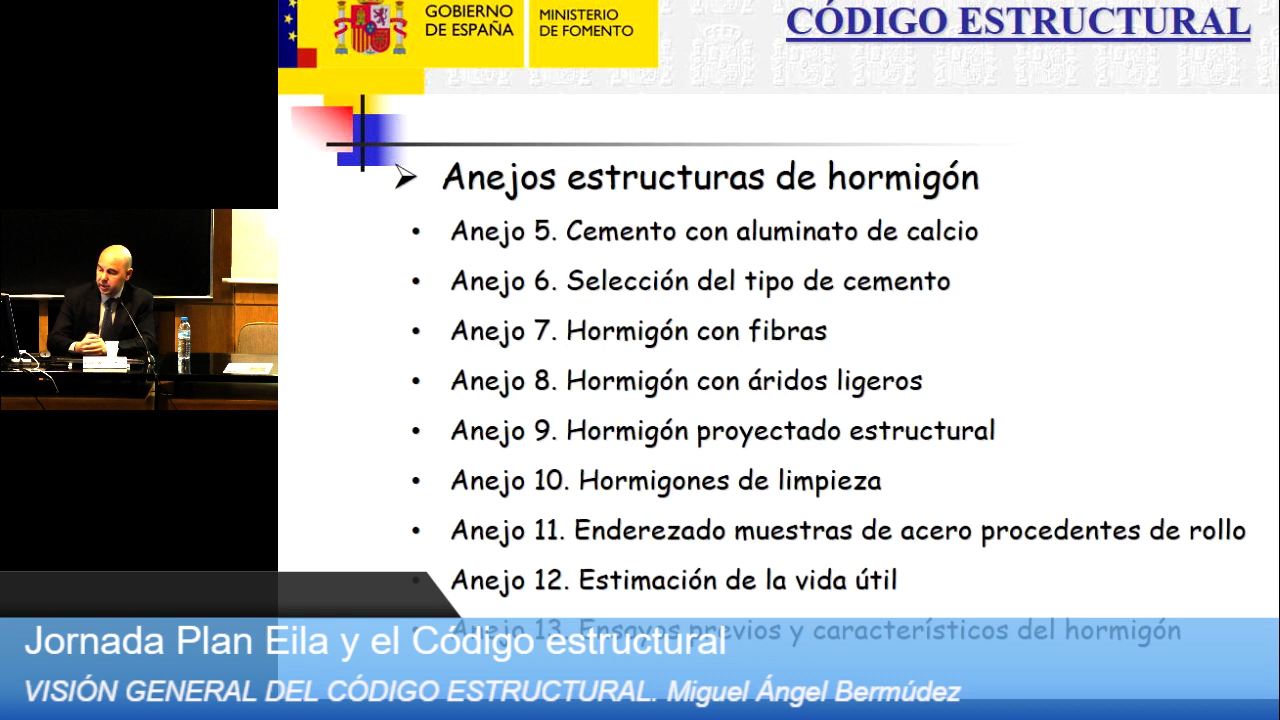 GOBIERNO
DE ESPAÑA
MINISTERIO
DE FOMENTO
CÓDIGO ESTRUCTURAL
Anejos estructuras de hormigón
Anejo 5. Cemento con aluminato de calcio
Anejo 6. Selección del tipo de cemento
Anejo 7. Hormigón con fibras
Anejo 8. Hormigón con áridos ligeros
Anejo 9. Hormigón proyectado estructural
Anejo 10. Hormigones de limpieza
Anejo 11. Enderezado muestras de acero procedentes de rollo
Anejo 12. Estimación de la vida útil
Anejo 13. Ensayos previos y característicos del hormigón
Jornada Plan Eila y el Código estructural
VISIÓN GENERAL DEL CÓDIGO ESTRUCTURAL. Miguel Ángel Bermúdez